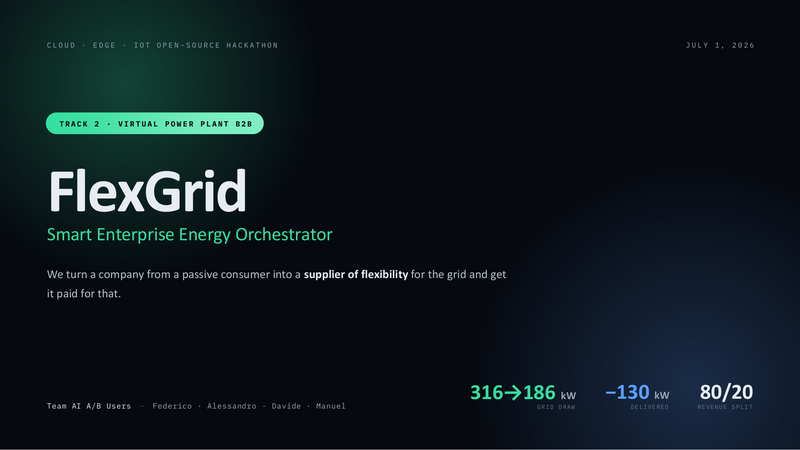 CLOUD · EDGE · IOT OPEN-SOURCE HACKATHON
JULY 1, 2026
TRACK 2 · VIRTUAL POWER PLANT B2B
FlexGrid
Smart Enterprise Energy Orchestrator
We turn a company from a passive consumer into a supplier of flexibility for the grid and get
it paid for that.
316→186 kW
GRID DRAW
−130 kW
DELIVERED
80/20
REVENUE SPLIT
Team AI A/B Users — Federico · Alessandro · Davide · Manuel